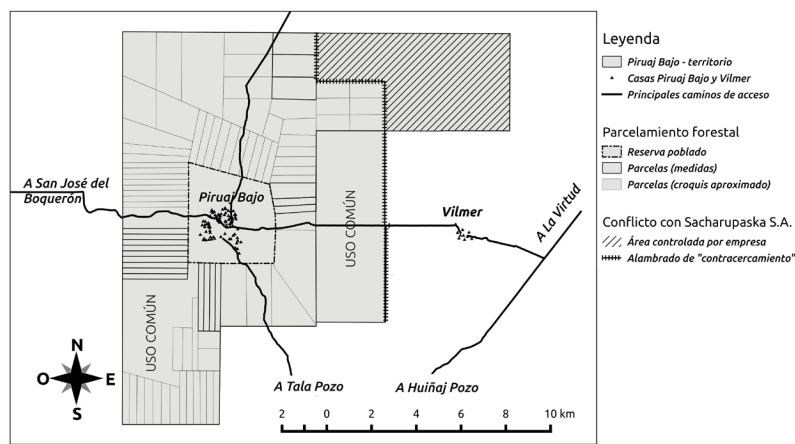 Leyenda
Piruaj Bajo - territorio
Casas Piruaj Bajo y Vilmer
Principales caminos de acceso
Parcelamiento forestal
Reserva poblado
Parcelas (medidas)
Parcelas (croquis aproximado)
Conflicto con Sacharupaska S.A.
Área controlada por empresa
Alambrado de "contracercamiento"
A San José del
Boquerón
Piruaj Bajo
USO COMÚN
Vilmer
A La Virtud
USO COMÚN
N
O E
S
A Tala Pozo
A Huiñaj Pozo
2 0 2 4 6 8 10 km